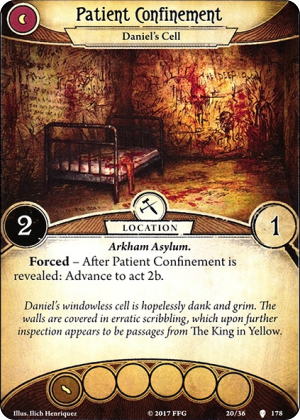 Patient Confinement
Daniel's Cell
2
LOCATION
1
Arkham Asylum.
Forced – After Patient Confinement is
revealed: Advance to act 2b.
Daniel's windowless cell is hopelessly dank and grim. The
walls are covered in erratic scribbling, which upon further
inspection appears to be passages from The King in Yellow.
Illus. Ilich Henriquez
© 2017 FFG
20/36
178